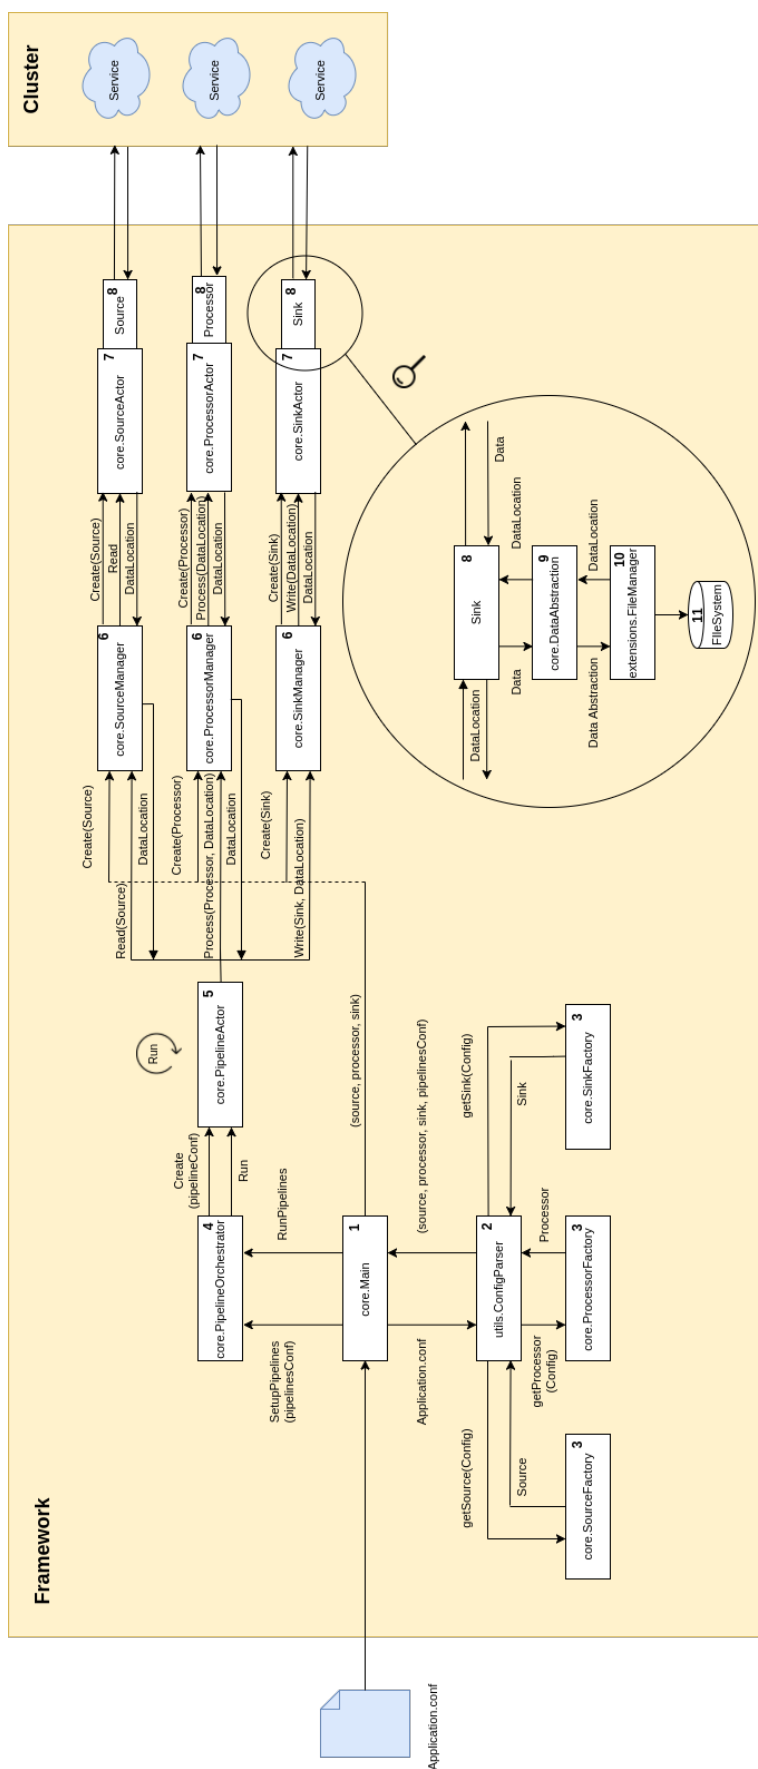 Framework
Cluster
Application.conf
core.SourceFactory
3
getSource(Config)
Source
utils.ConfigParser
2
getProcessor
(Config)
Processor
core.ProcessorFactory
3
getSink(Config)
Sink
core.SinkFactory
3
Application.conf
(source, processor, sink, pipelinesConf)
core.Main
1
SetupPipelines
(pipelinesConf)
RunPipelines
(source, processor, sink)
core.PipelineOrchestrator
4
Create
(pipelineConf)
Run
core.PipelineActor
5
Run
Read(Source)
Create(Source)
DataLocation
Process(Processor, DataLocation)
Create(Processor)
DataLocation
Write(Sink, DataLocation)
Create(Sink)
core.SourceManager
6
core.ProcessorManager
6
core.SinkManager
6
Create(Source)
Read
DataLocation
Create(Processor)
Process(DataLocation)
DataLocation
Create(Sink)
Write(DataLocation)
DataLocation
core.SourceActor
7
core.ProcessorActor
7
core.SinkActor
7
Source
8
Processor
8
Sink
8
Service
Service
Service
DataLocation
Sink
8
Data
Data
DataLocation
core.DataAbstraction
9
Data Abstraction
DataLocation
extensions.FileManager
10
11
FIleSystem